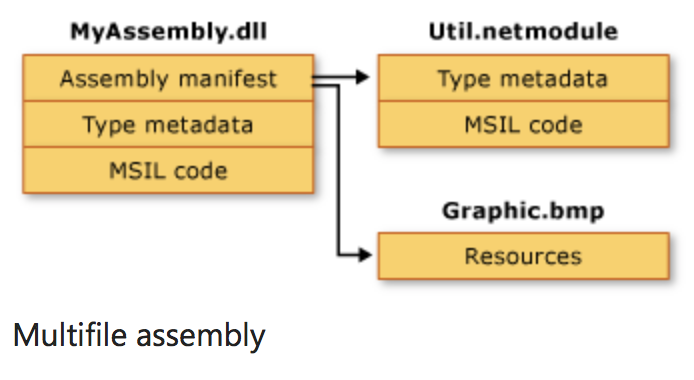 MyAssembly.dll
Assembly manifest
Type metadata
MSIL code
Util.netmodule
Type metadata
MSIL code
Graphic.bmp
Resources
Multifile assembly